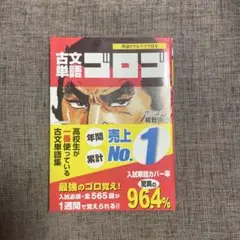 古文
単語
ゴロゴ
高校生が
一番使っている
古文単語集
年間
累計
売上
No.1
最強のゴロ覚え!
入試必須・全565語が
1週間で覚えられる!!
入試単語カバー率
驚異の
96.4%